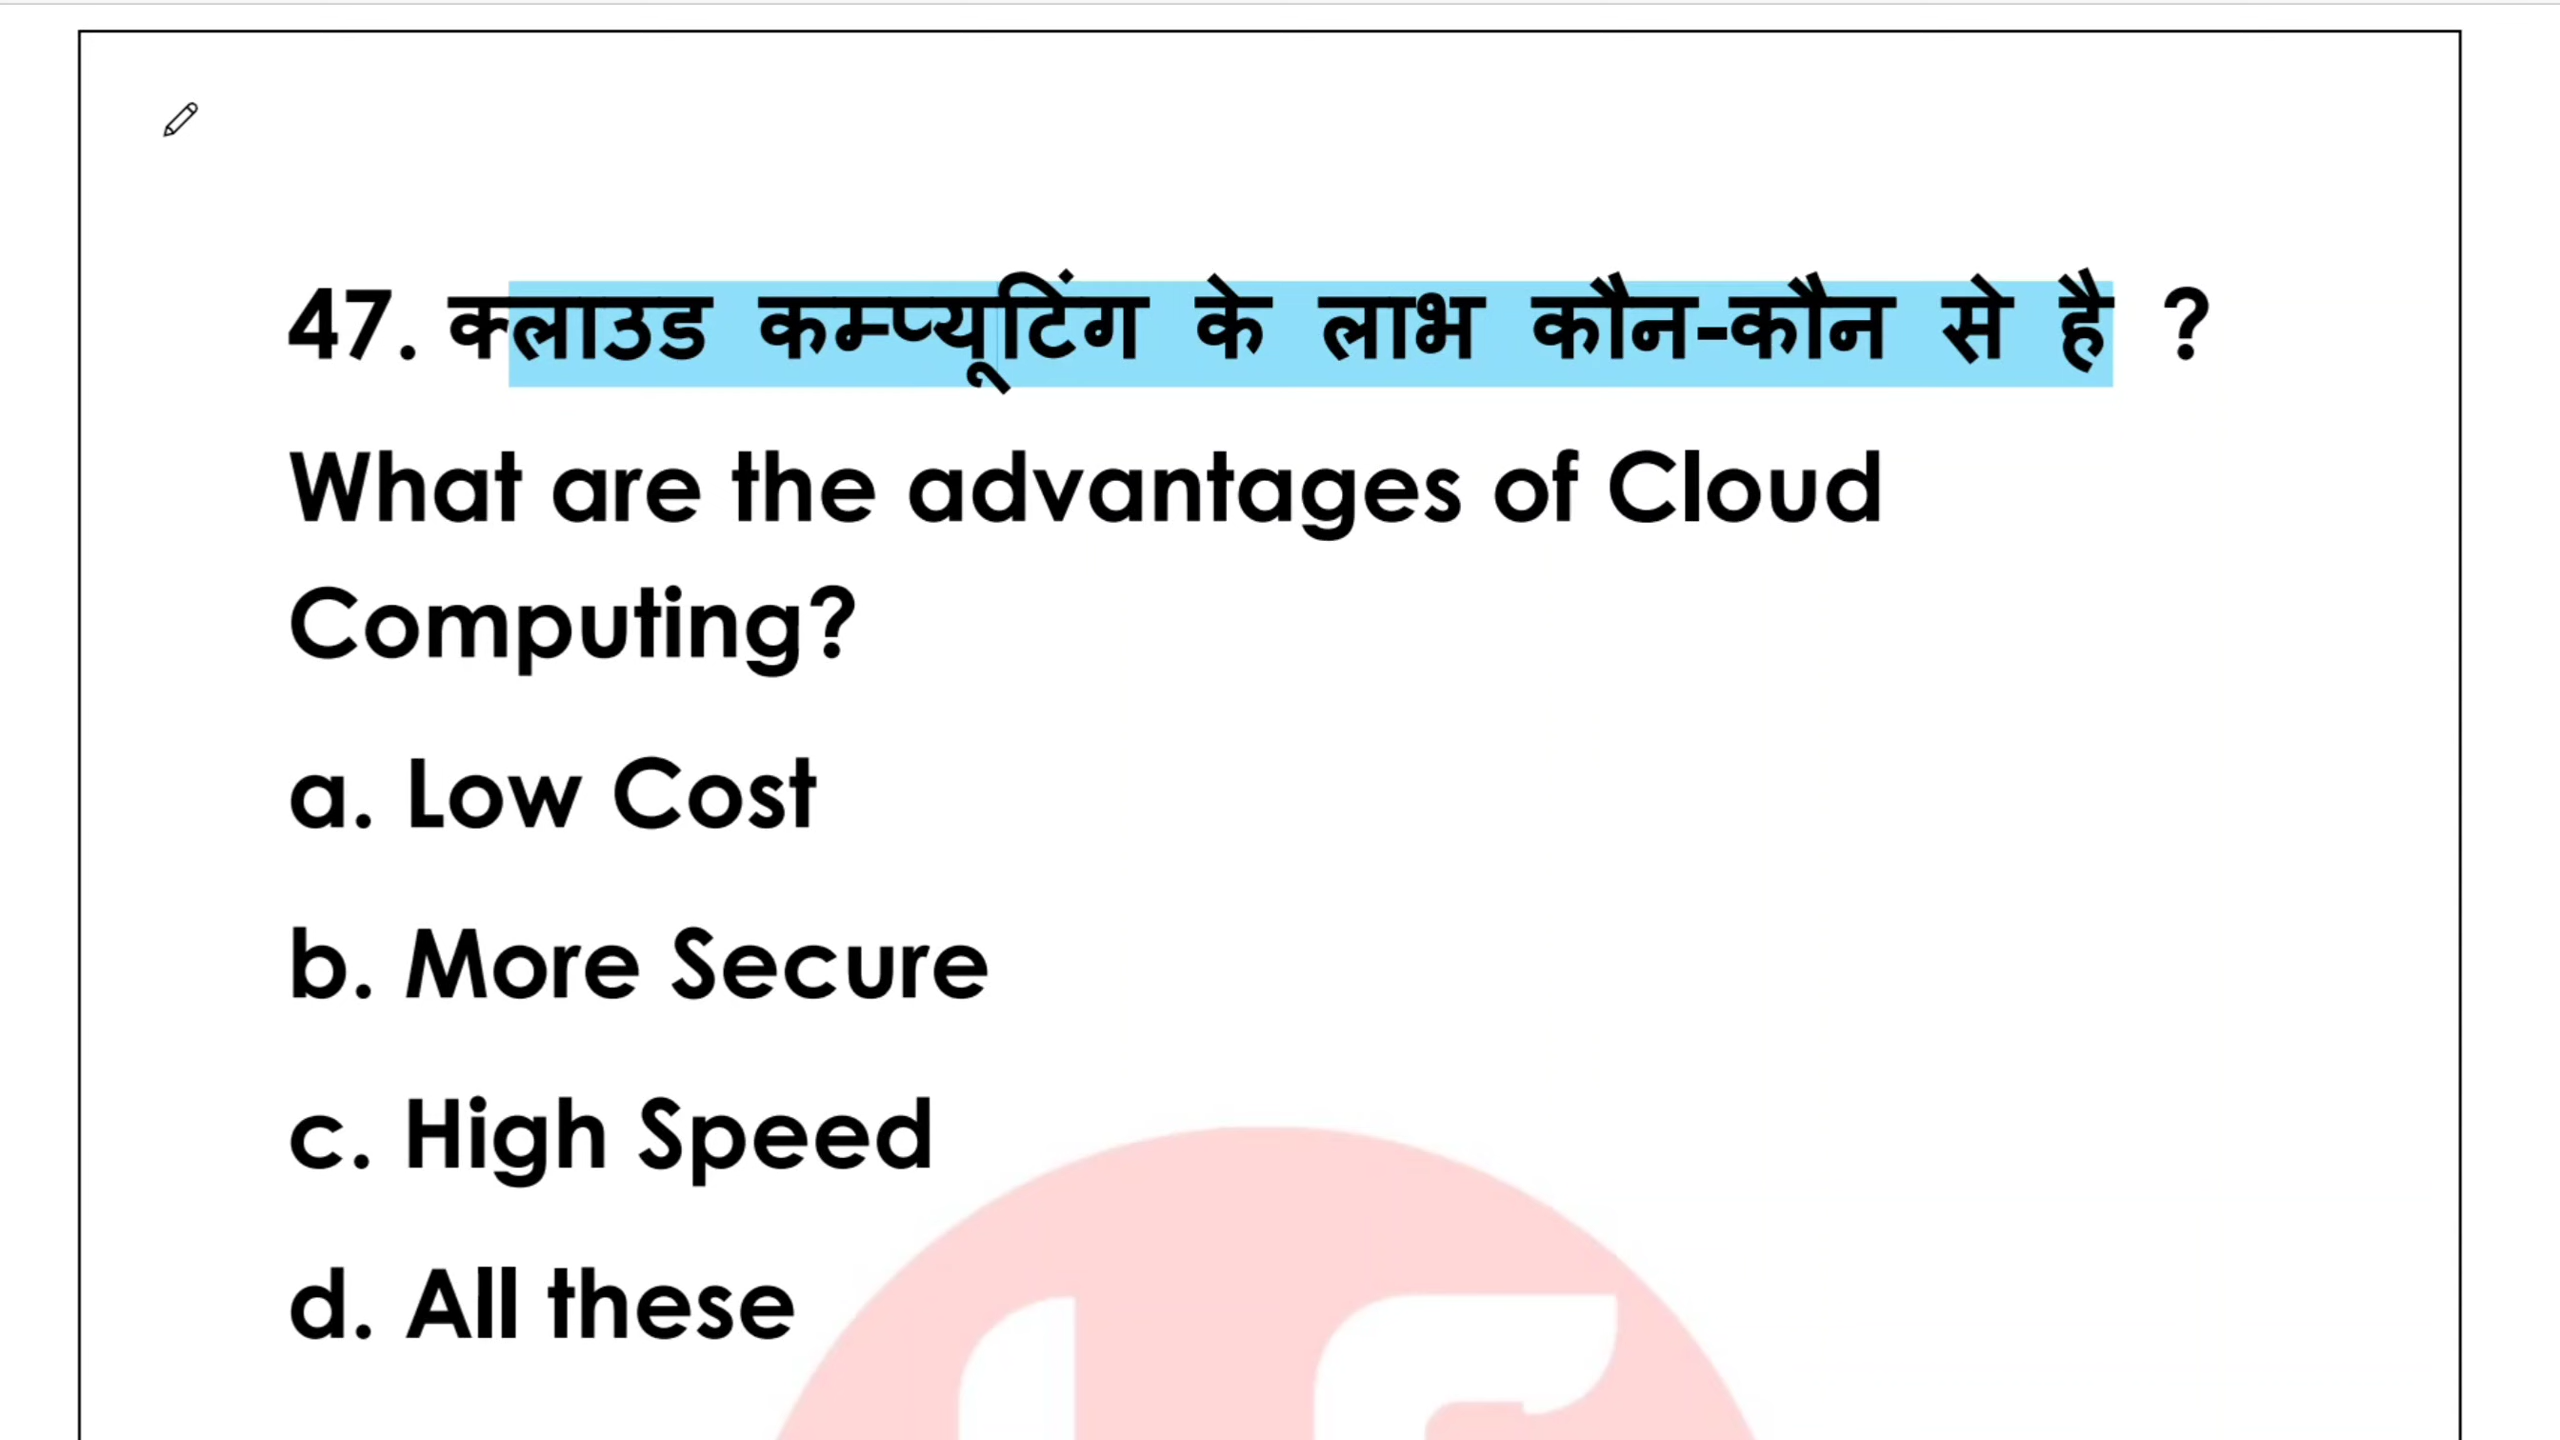 47. क्लाउड कम्प्यूटिंग के लाभ कौन-कौन से है ?
What are the advantages of Cloud
Computing?
a. Low Cost
b. More Secure
c. High Speed
d. All these